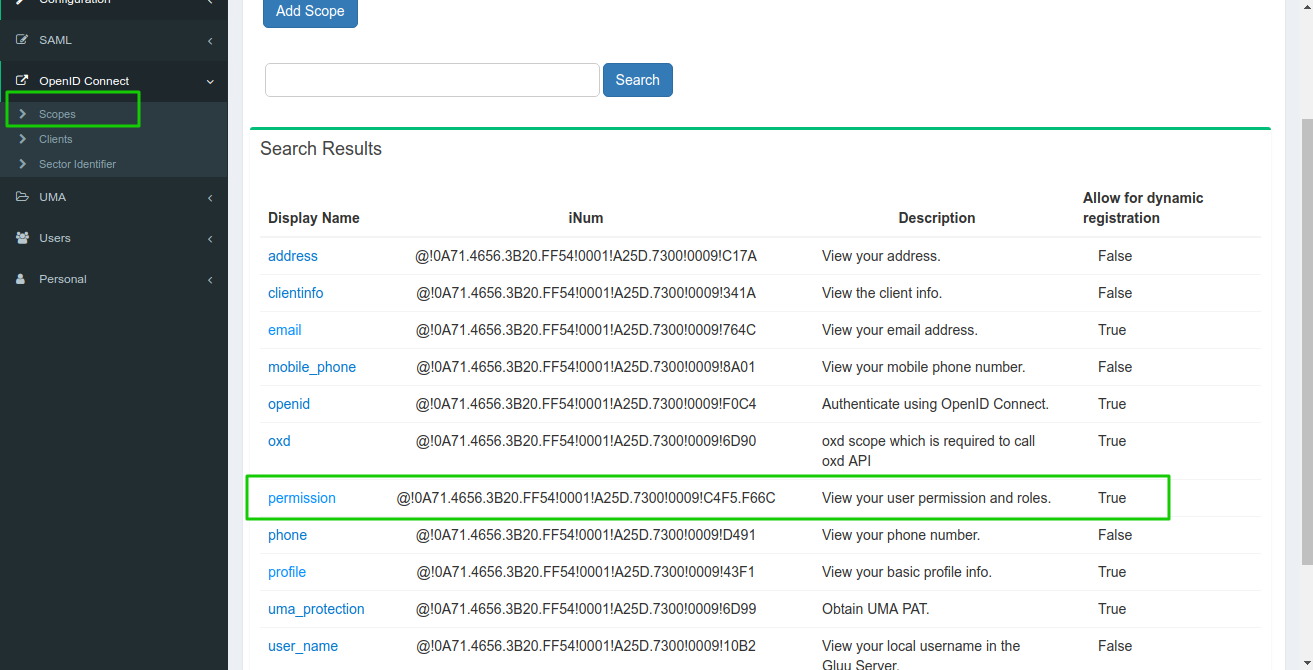 Configuration
SAML
OpenID Connect
Scopes
Clients
Sector Identifier
UMA
Users
Personal
Add Scope
Search
Search Results
Display Name iNum Description Allow for dynamic registration
address @!0A71.4656.3B20.FF54!0001!A25D.7300!0009!C17A View your address. False
clientinfo @!0A71.4656.3B20.FF54!0001!A25D.7300!0009!341A View the client info. False
email @!0A71.4656.3B20.FF54!0001!A25D.7300!0009!764C View your email address. True
mobile_phone @!0A71.4656.3B20.FF54!0001!A25D.7300!0009!8A01 View your mobile phone number. False
openid @!0A71.4656.3B20.FF54!0001!A25D.7300!0009!F0C4 Authenticate using OpenID Connect. True
oxd @!0A71.4656.3B20.FF54!0001!A25D.7300!0009!6D90 oxd scope which is required to call True
oxd API
permission @!0A71.4656.3B20.FF54!0001!A25D.7300!0009!C4F5.F66C View your user permission and roles. True
phone @!0A71.4656.3B20.FF54!0001!A25D.7300!0009!D491 View your phone number. False
profile @!0A71.4656.3B20.FF54!0001!A25D.7300!0009!43F1 View your basic profile info. True
uma_protection @!0A71.4656.3B20.FF54!0001!A25D.7300!0009!6D99 Obtain UMA PAT. True
user_name @!0A71.4656.3B20.FF54!0001!A25D.7300!0009!10B2 View your local username in the False
Gluu Server.